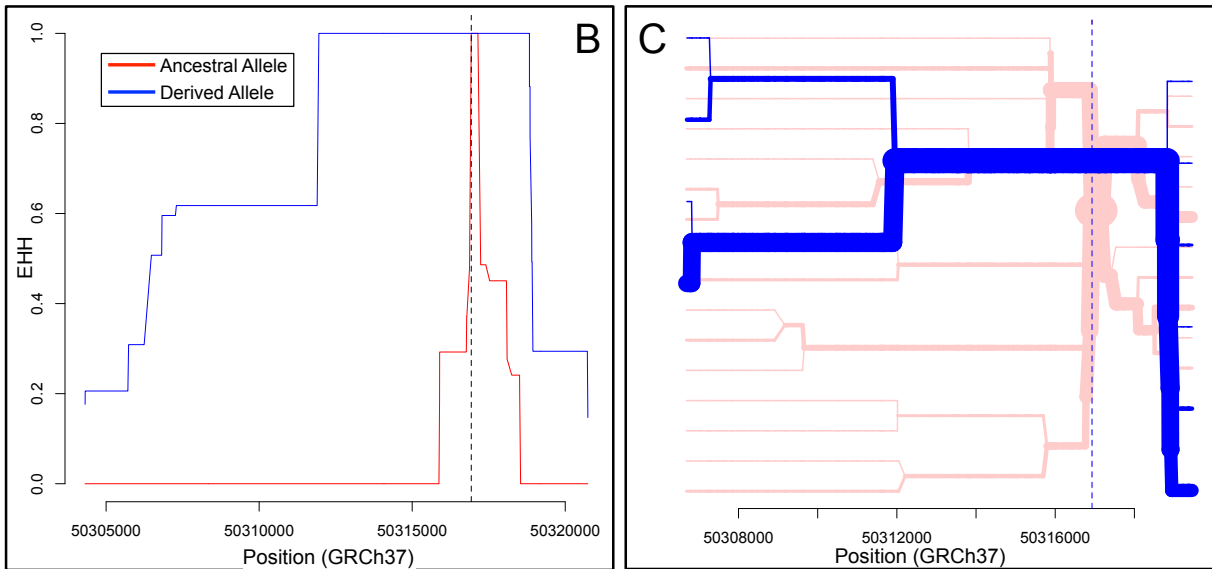 B
EHH
1.0
0.8
0.6
0.4
0.2
0.0
Ancestral Allele
Derived Allele
50305000 50310000 50315000 50320000
Position (GRCh37)
C
50308000 50312000 50316000
Position (GRCh37)